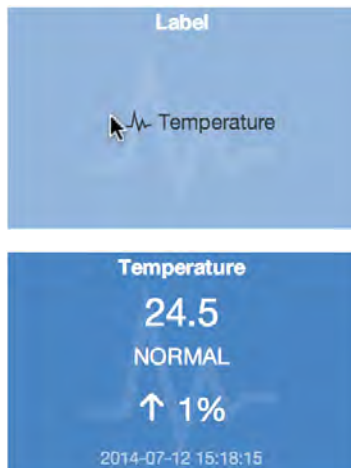 Label
Temperature
Temperature
24.5
NORMAL
↑ 1%
2014-07-12 15:18:15